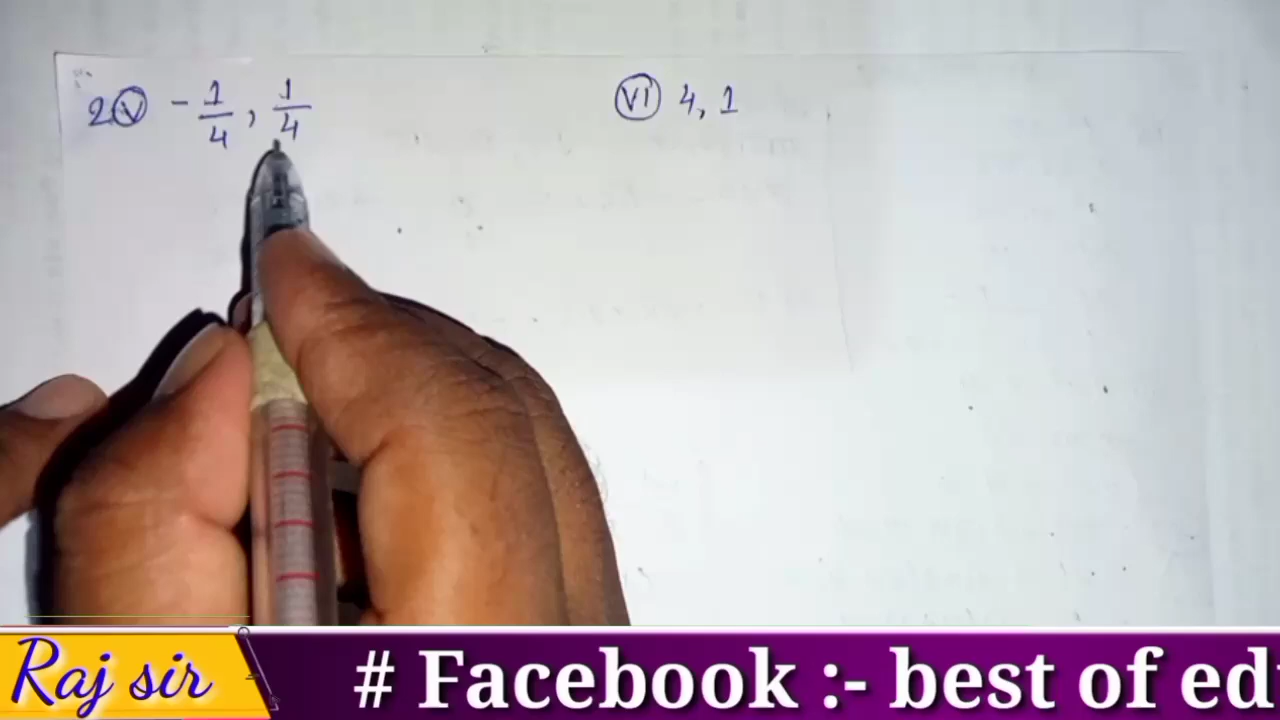 2 (V) - 1/4 , 1/4
(VI) 4, 1
Raj sir
# Facebook :- best of ed